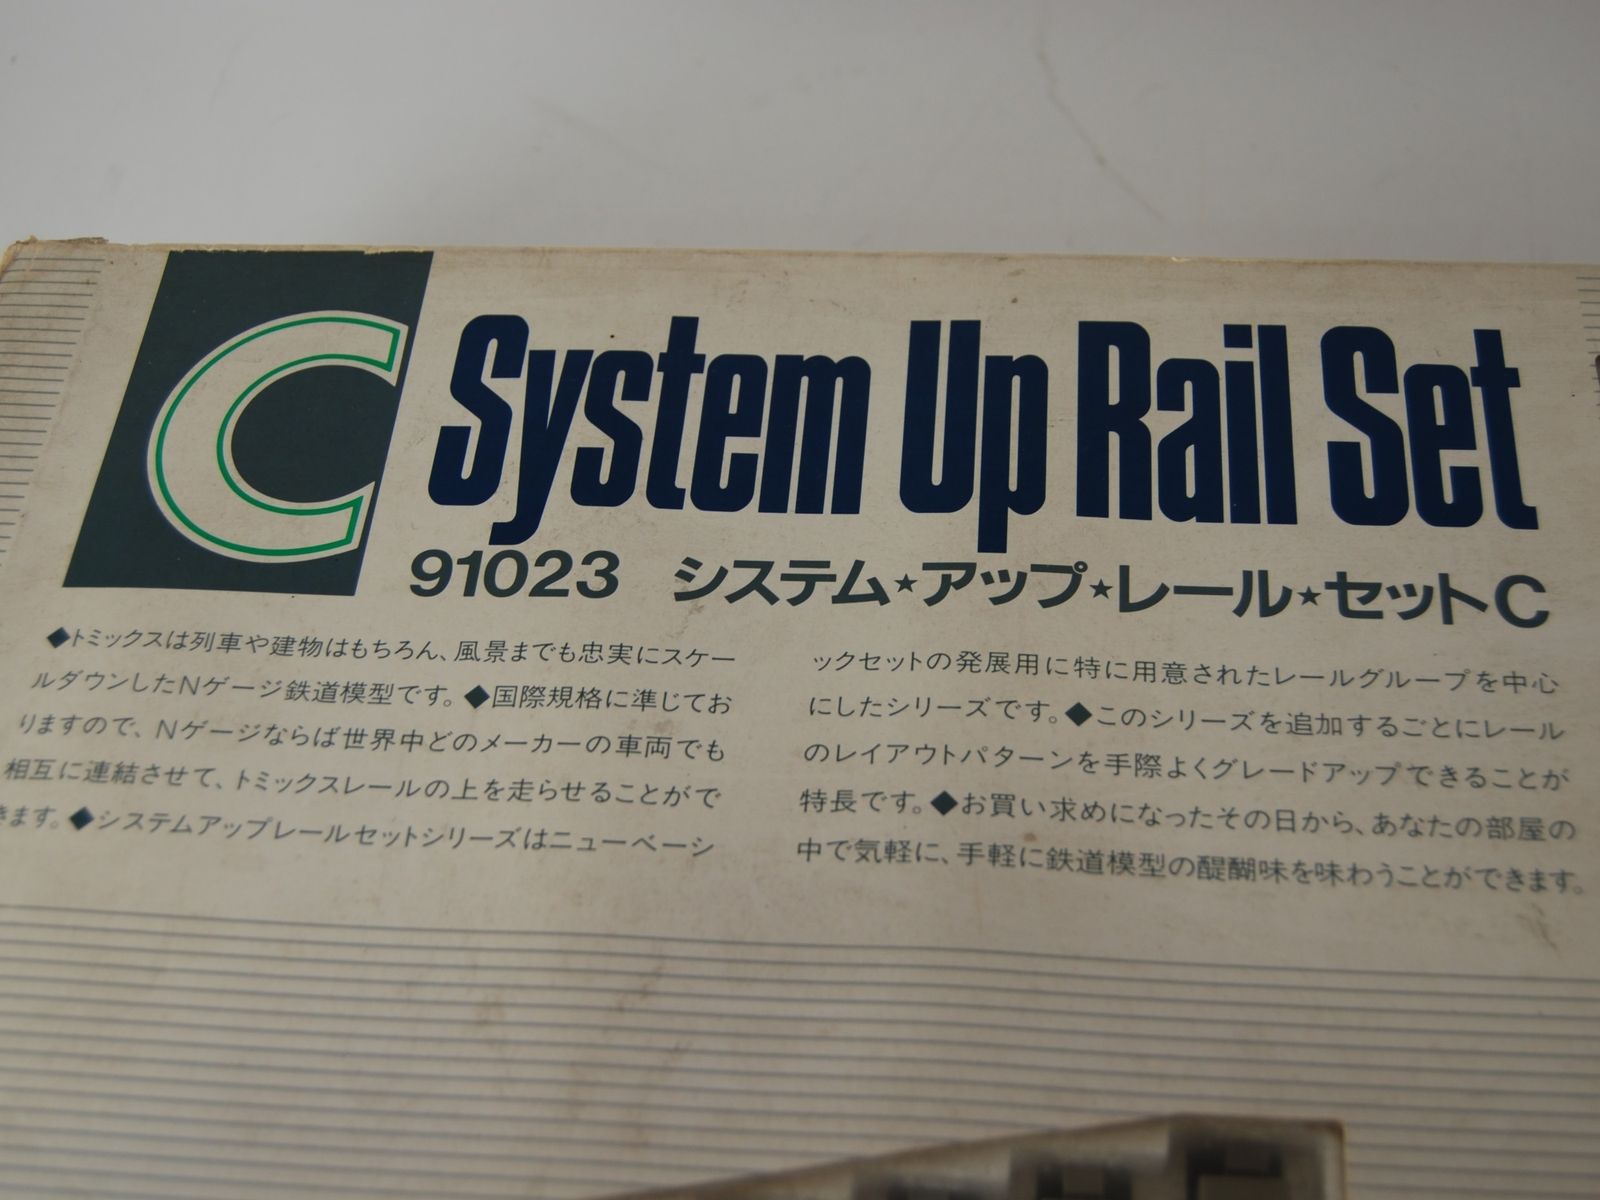 C
System Up Rail Set
91023 システム★アップ★レール★セットC
◆トミックスは列車や建物はもちろん、風景までも忠実にスケー
ルダウンしたNゲージ鉄道模型です。◆国際規格に準じてお
りますので、Nゲージならば世界中どのメーカーの車両でも
相互に連結させて、トミックスレールの上を走らせることがで
きます。◆システムアップレールセットシリーズはニューベーシ
ックセットの発展用に特に用意されたレールグループを中心
にしたシリーズです。◆このシリーズを追加するごとにレール
のレイアウトパターンを手際よくグレードアップできることが
特長です。◆お買い求めになったその日から、あなたの部屋の
中で気軽に、手軽に鉄道模型の醍醐味を味わうことができます。